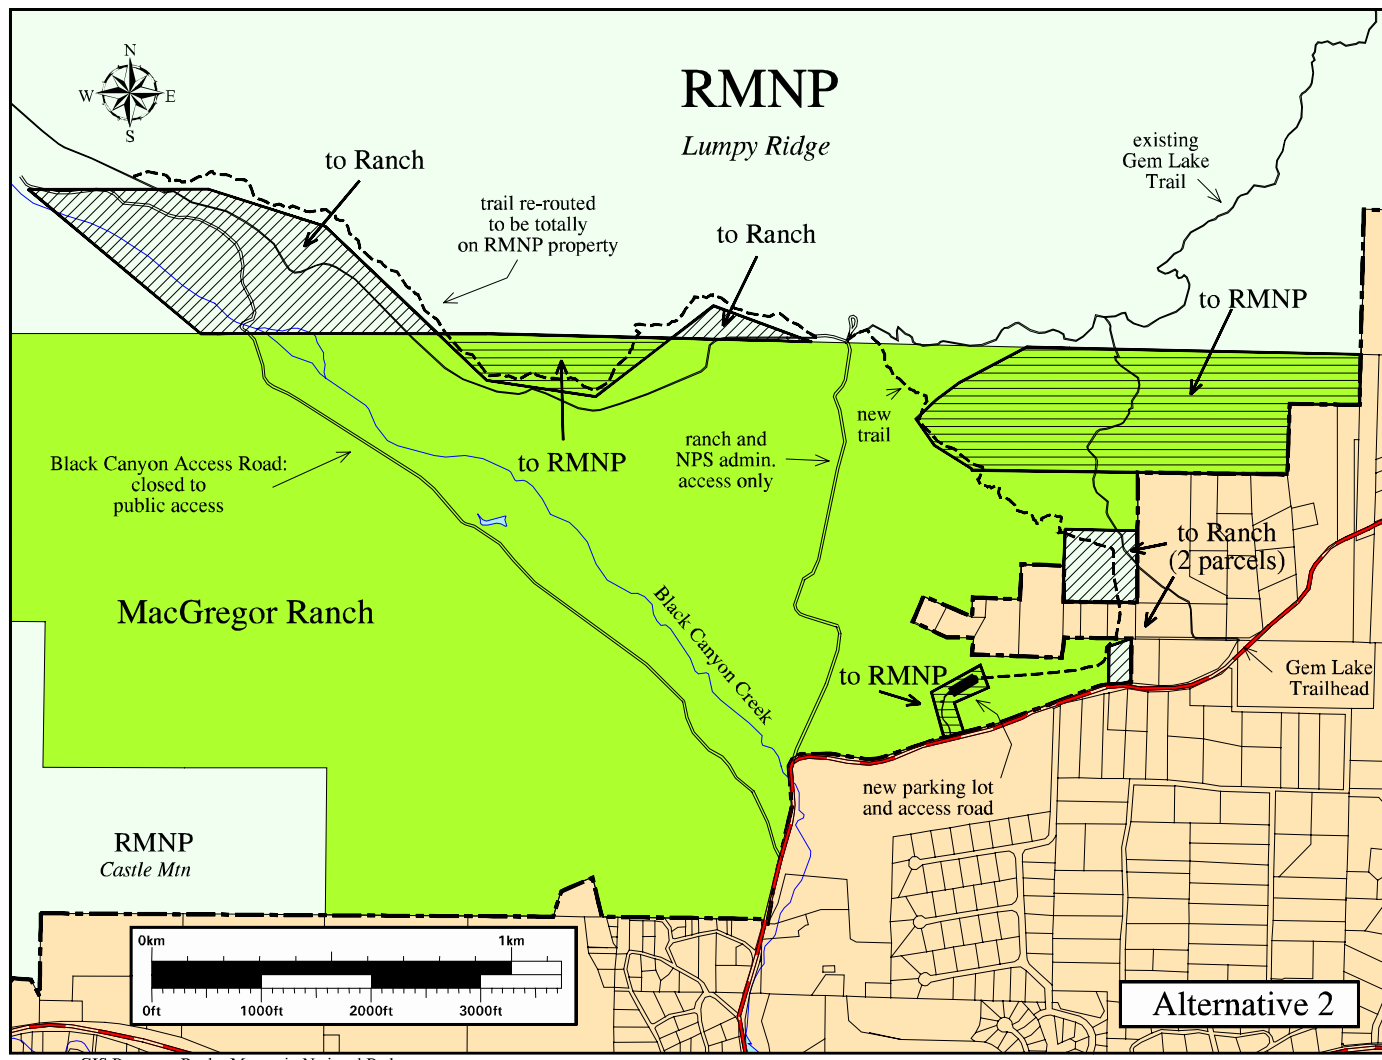 N
W
E
S
RMNP
Lumpy Ridge
existing
Gem Lake
Trail
to Ranch
trail re-routed
to be totally
on RMNP property
to Ranch
to RMNP
new
trail
ranch and
NPS admin.
access only
to RMNP
Black Canyon Access Road:
closed to
public access
to Ranch
(2 parcels)
MacGregor Ranch
Black Canyon Creek
to RMNP
Gem Lake
Trailhead
new parking lot
and access road
RMNP
Castle Mtn
0km
1km
0ft
1000ft
2000ft
3000ft
Alternative 2